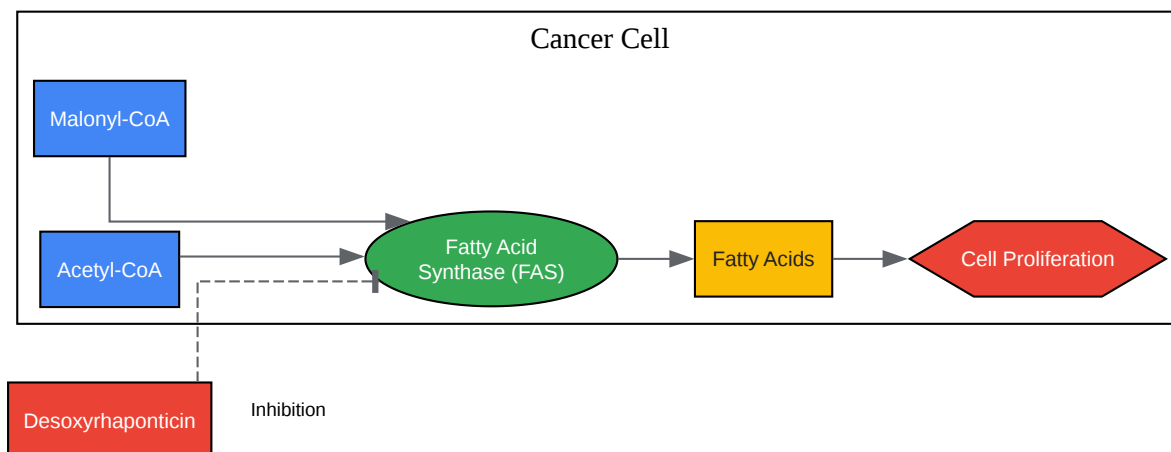 Cancer Cell
Malonyl-CoA
Acetyl-CoA
Fatty Acid
Synthase (FAS)
Fatty Acids
Cell Proliferation
Desoxyrhaponticin
Inhibition